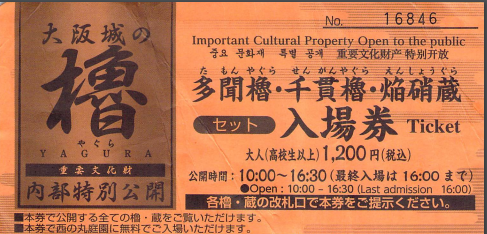 大阪城の
櫓
やぐら
YAGURA
重要文化財
内部特別公開
No. 16846
Important Cultural Property Open to the public
중요 문화재 특별 공개 重要文化财产 特别开放
た もん やぐら せん がんやぐら えんしょうぐら
多聞櫓・千貫櫓・焔硝蔵
セット 入場券 Ticket
大人(高校生以上) 1,200円(税込)
公開時間：10:00～16:30(最終入場は 16:00まで)
●Open : 10:00 - 16:30 (Last admission 16:00)
各櫓・蔵の改札口で本券をご提示ください。
■本券で公開する全ての櫓・蔵をご覧いただけます。
■本券で西の丸庭園に無料でご入場いただけます。